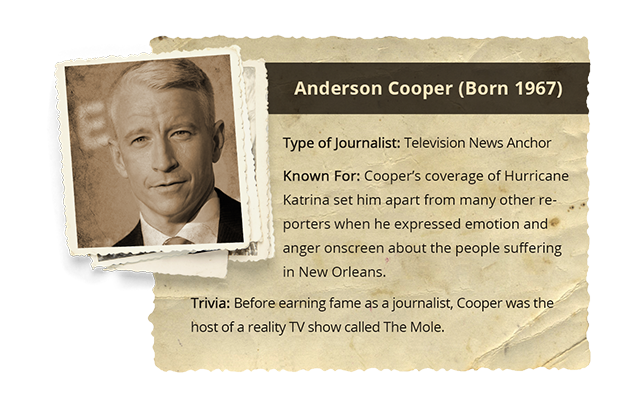 Anderson Cooper (Born 1967)
Type of Journalist: Television News Anchor
Known For: Cooper’s coverage of Hurricane
Katrina set him apart from many other re-
porters when he expressed emotion and
anger onscreen about the people suffering
in New Orleans.
Trivia: Before earning fame as a journalist, Cooper was the
host of a reality TV show called The Mole.